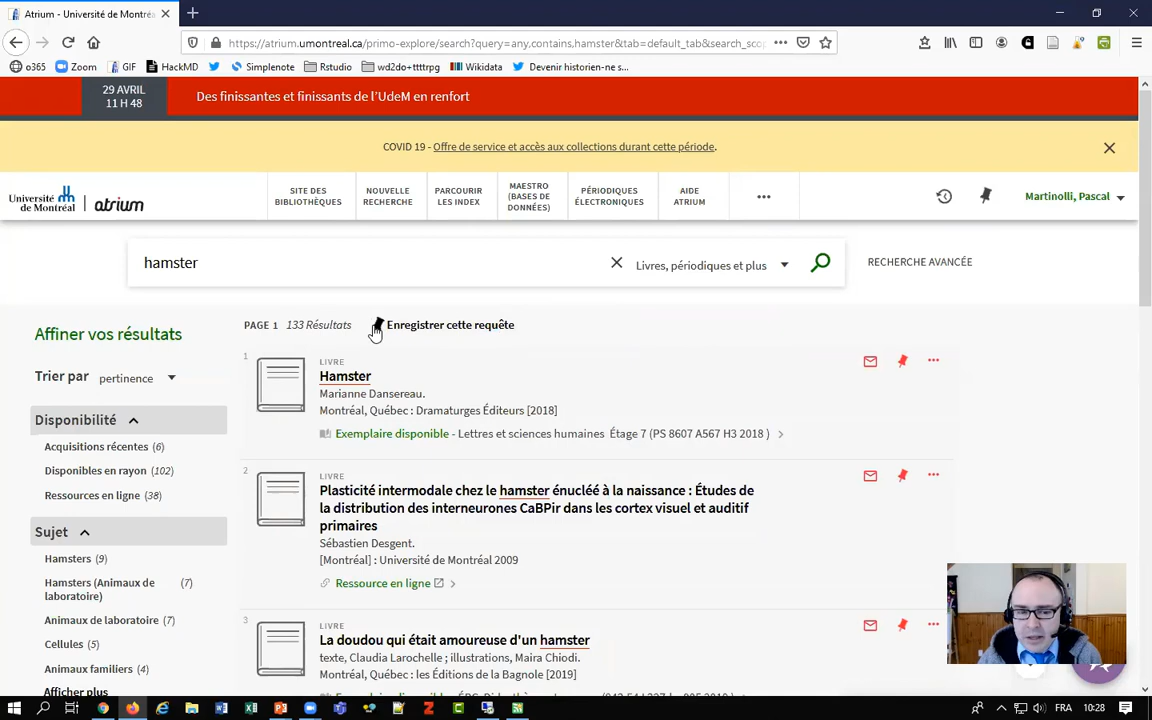 Atrium - Université de Montréa
https://atrium.umontreal.ca/primo-explore/search?query=any,contains,hamster&tab=default_tab&search_sco
o365 Zoom GIF HackMD Simplenote Rstudio wd2do+ttttrpg Wikidata Devenir historien-ne s...
29 AVRIL
11 H 48
Des finissantes et finissants de l'UdeM en renfort
COVID 19 - Offre de service et accès aux collections durant cette période.
Université
de Montréal
atrium
SITE DES
BIBLIOTHÈQUES
NOUVELLE
RECHERCHE
PARCOURIR
LES INDEX
MAESTRO
(BASES DE
DONNÉES)
PÉRIODIQUES
ÉLECTRONIQUES
AIDE
ATRIUM
Martinolli, Pascal
hamster
Livres, périodiques et plus
RECHERCHE AVANCÉE
Affiner vos résultats
Trier par pertinence
Disponibilité
Acquisitions récentes (6)
Disponibles en rayon (102)
Ressources en ligne (38)
Sujet
Hamsters (9)
Hamsters (Animaux de (7)
laboratoire)
Animaux de laboratoire (7)
Cellules (5)
Animaux familiers (4)
Afficher plus
PAGE 1 133 Résultats Enregistrer cette requête
1
LIVRE
Hamster
Marianne Dansereau.
Montréal, Québec : Dramaturges Éditeurs [2018]
Exemplaire disponible - Lettres et sciences humaines Étage 7 (PS 8607 A567 H3 2018 )
2
LIVRE
Plasticité intermodale chez le hamster énucléé à la naissance : Études de
la distribution des interneurones CaBPir dans les cortex visuel et auditif
primaires
Sébastien Desgent.
[Montréal] : Université de Montréal 2009
Ressource en ligne
3
LIVRE
La doudou qui était amoureuse d'un hamster
texte, Claudia Larochelle ; illustrations, Maira Chiodi.
Montréal, Québec : les Éditions de la Bagnole [2019]
FRA
10:28